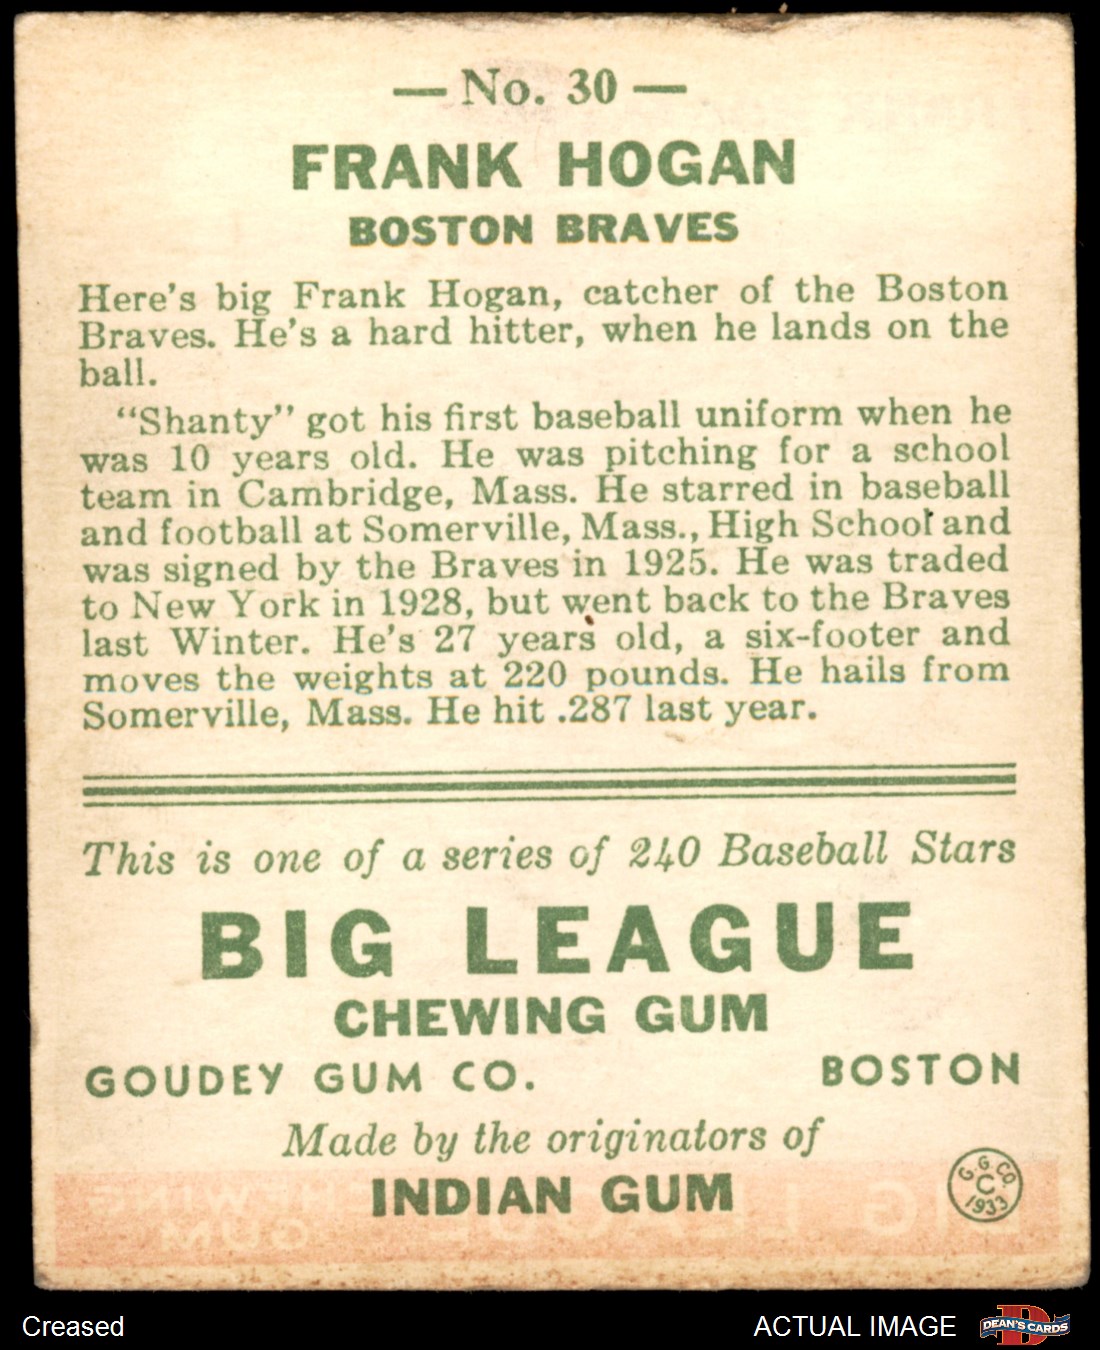 — No. 30 —
FRANK HOGAN
BOSTON BRAVES
Here's big Frank Hogan, catcher of the Boston
Braves. He's a hard hitter, when he lands on the
ball.
"Shanty" got his first baseball uniform when he
was 10 years old. He was pitching for a school
team in Cambridge, Mass. He starred in baseball
and football at Somerville, Mass., High School and
was signed by the Braves in 1925. He was traded
to New York in 1928, but went back to the Braves
last Winter. He's 27 years old, a six-footer and
moves the weights at 220 pounds. He hails from
Somerville, Mass. He hit .287 last year.
This is one of a series of 240 Baseball Stars
BIG LEAGUE
CHEWING GUM
GOUDEY GUM CO. BOSTON
Made by the originators of
INDIAN GUM
G. G. CO.
C
1933
BIG LEAGUE CHEWING
GUM
Creased
ACTUAL IMAGE
D
DEAN'S CARDS